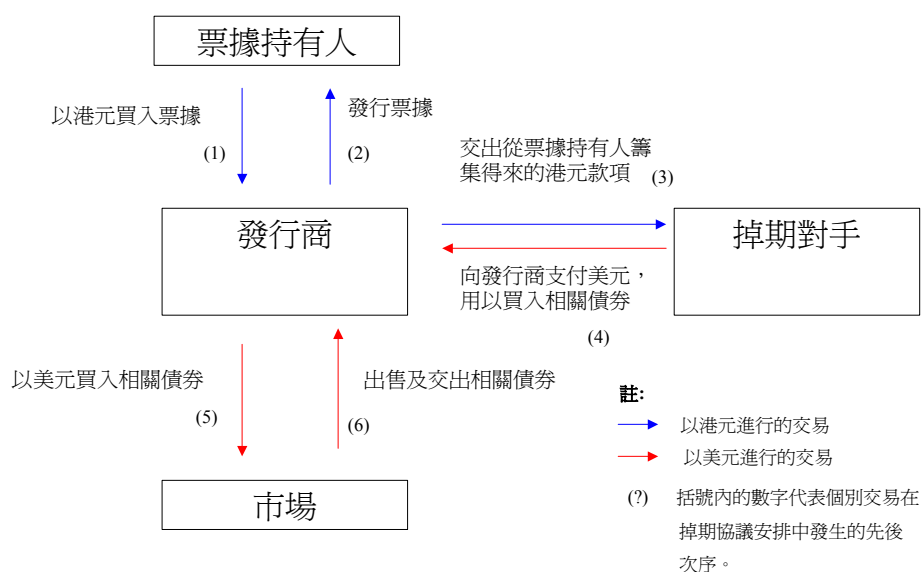 票據持有人
以港元買入票據
(1)
發行票據
(2)
交出從票據持有人籌
集得來的港元款項 (3)
發行商
掉期對手
向發行商支付美元，
用以買入相關債券
(4)
以美元買入相關債券
(5)
出售及交出相關債券
(6)
市場
註:
以港元進行的交易
以美元進行的交易
(?) 括號內的數字代表個別交易在
掉期協議安排中發生的先後
次序。